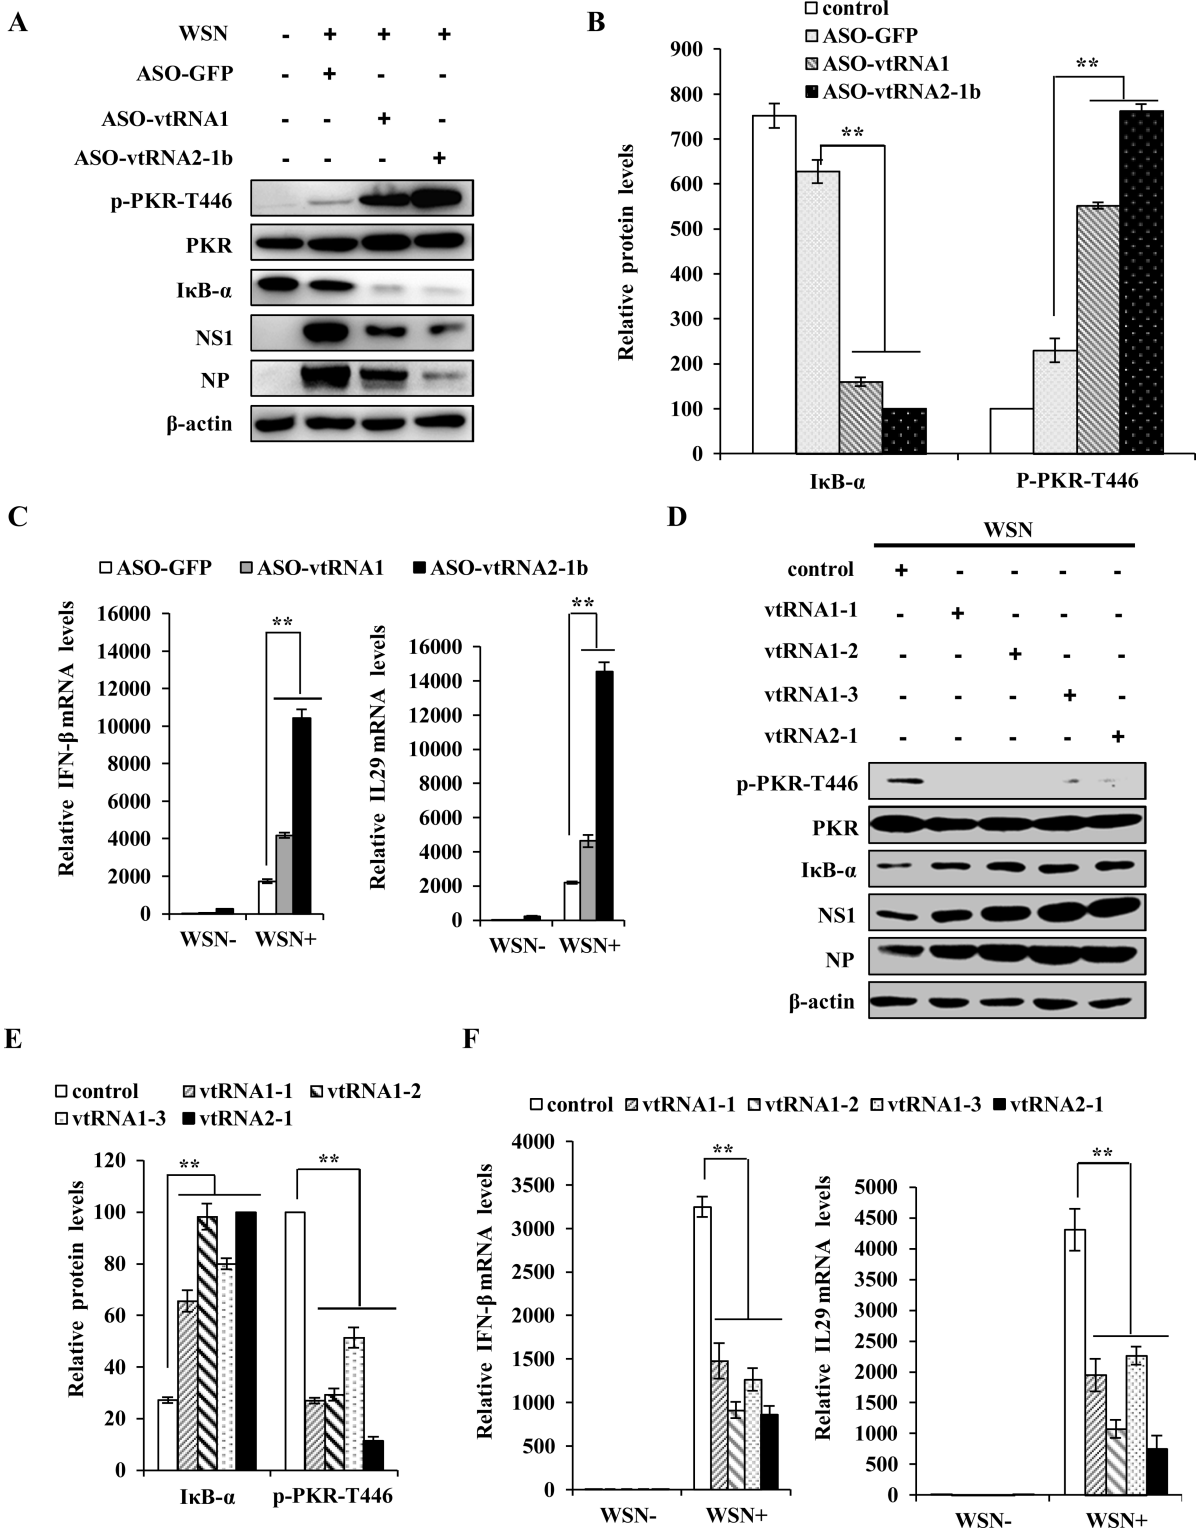 A
WSN - + + +
ASO-GFP - + - -
ASO-vtRNA1 - - + -
ASO-vtRNA2-1b - - - +
p-PKR-T446
PKR
IκB-α
NS1
NP
β-actin
B
control
ASO-GFP
ASO-vtRNA1
ASO-vtRNA2-1b
Relative protein levels
900
800
700
600
500
400
300
200
100
0
**
**
IκB-α P-PKR-T446
C
ASO-GFP ASO-vtRNA1 ASO-vtRNA2-1b
Relative IFN-β mRNA levels
16000
14000
12000
10000
8000
6000
4000
2000
0
**
WSN- WSN+
Relative IL29 mRNA levels
16000
14000
12000
10000
8000
6000
4000
2000
0
**
WSN- WSN+
D
WSN
control + - - - -
vtRNA1-1 - + - - -
vtRNA1-2 - - + - -
vtRNA1-3 - - - + -
vtRNA2-1 - - - - +
p-PKR-T446
PKR
IκB-α
NS1
NP
β-actin
E
control vtRNA1-1 vtRNA1-2
vtRNA1-3 vtRNA2-1
Relative protein levels
120
100
80
60
40
20
0
**
**
IκB-α p-PKR-T446
F
control vtRNA1-1 vtRNA1-2 vtRNA1-3 vtRNA2-1
Relative IFN-β mRNA levels
4000
3500
3000
2500
2000
1500
1000
500
0
**
WSN- WSN+
Relative IL29 mRNA levels
5000
4500
4000
3500
3000
2500
2000
1500
1000
500
0
**
WSN- WSN+